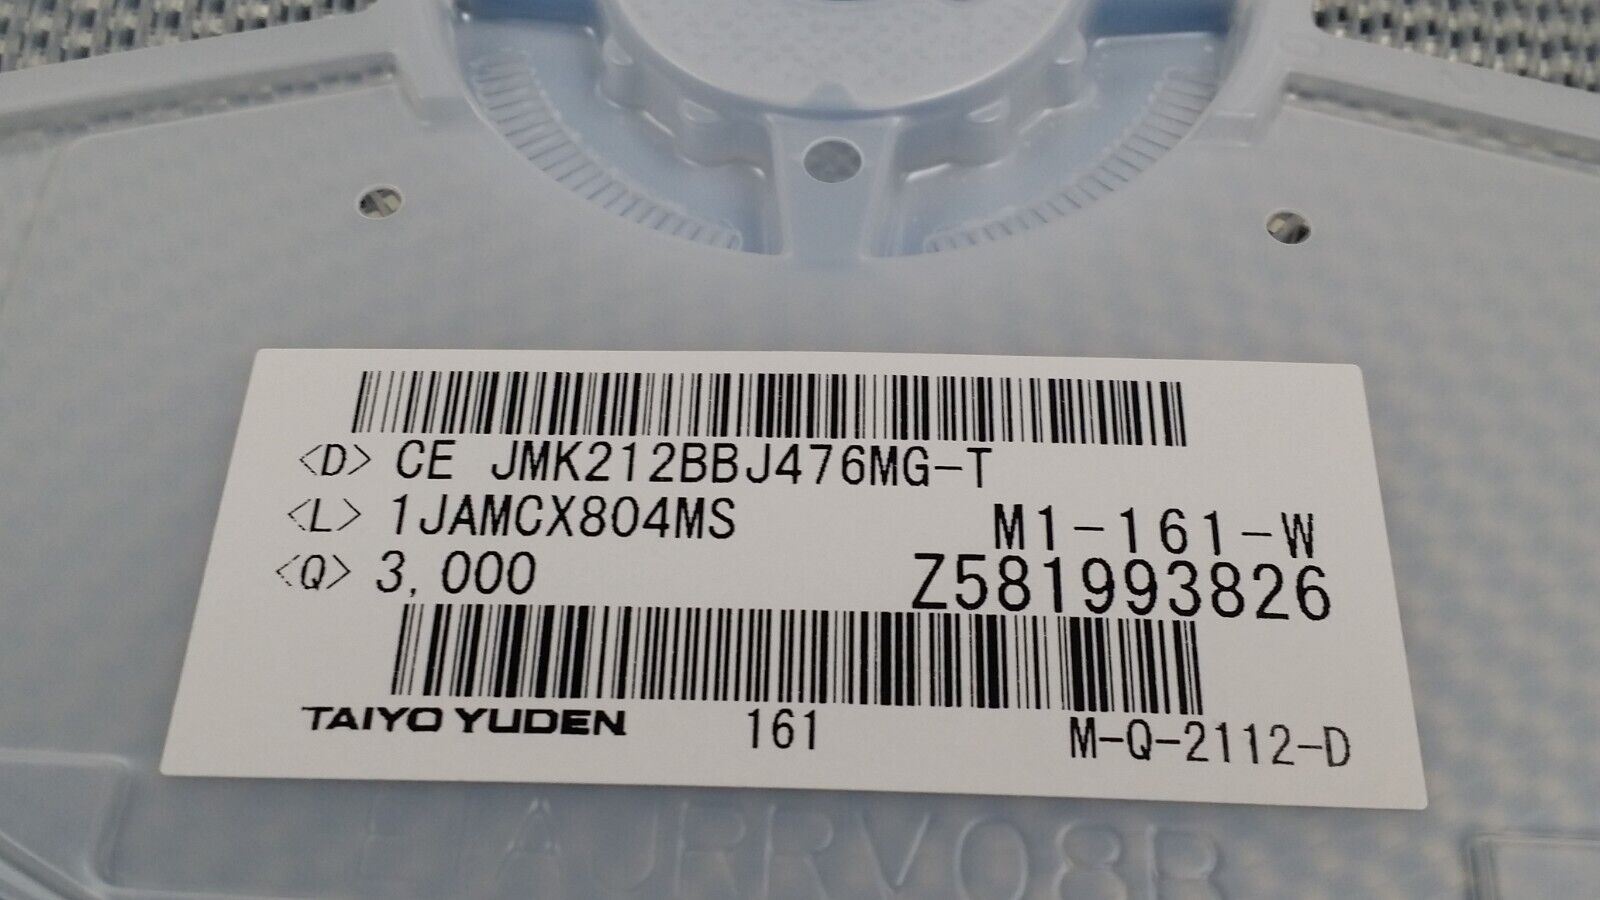 <D> CE JMK212BBJ476MG-T
<L> 1JAMCX804MS M1-161-W
<Q> 3,000 Z581993826
TAIYO YUDEN 161 M-Q-2112-D